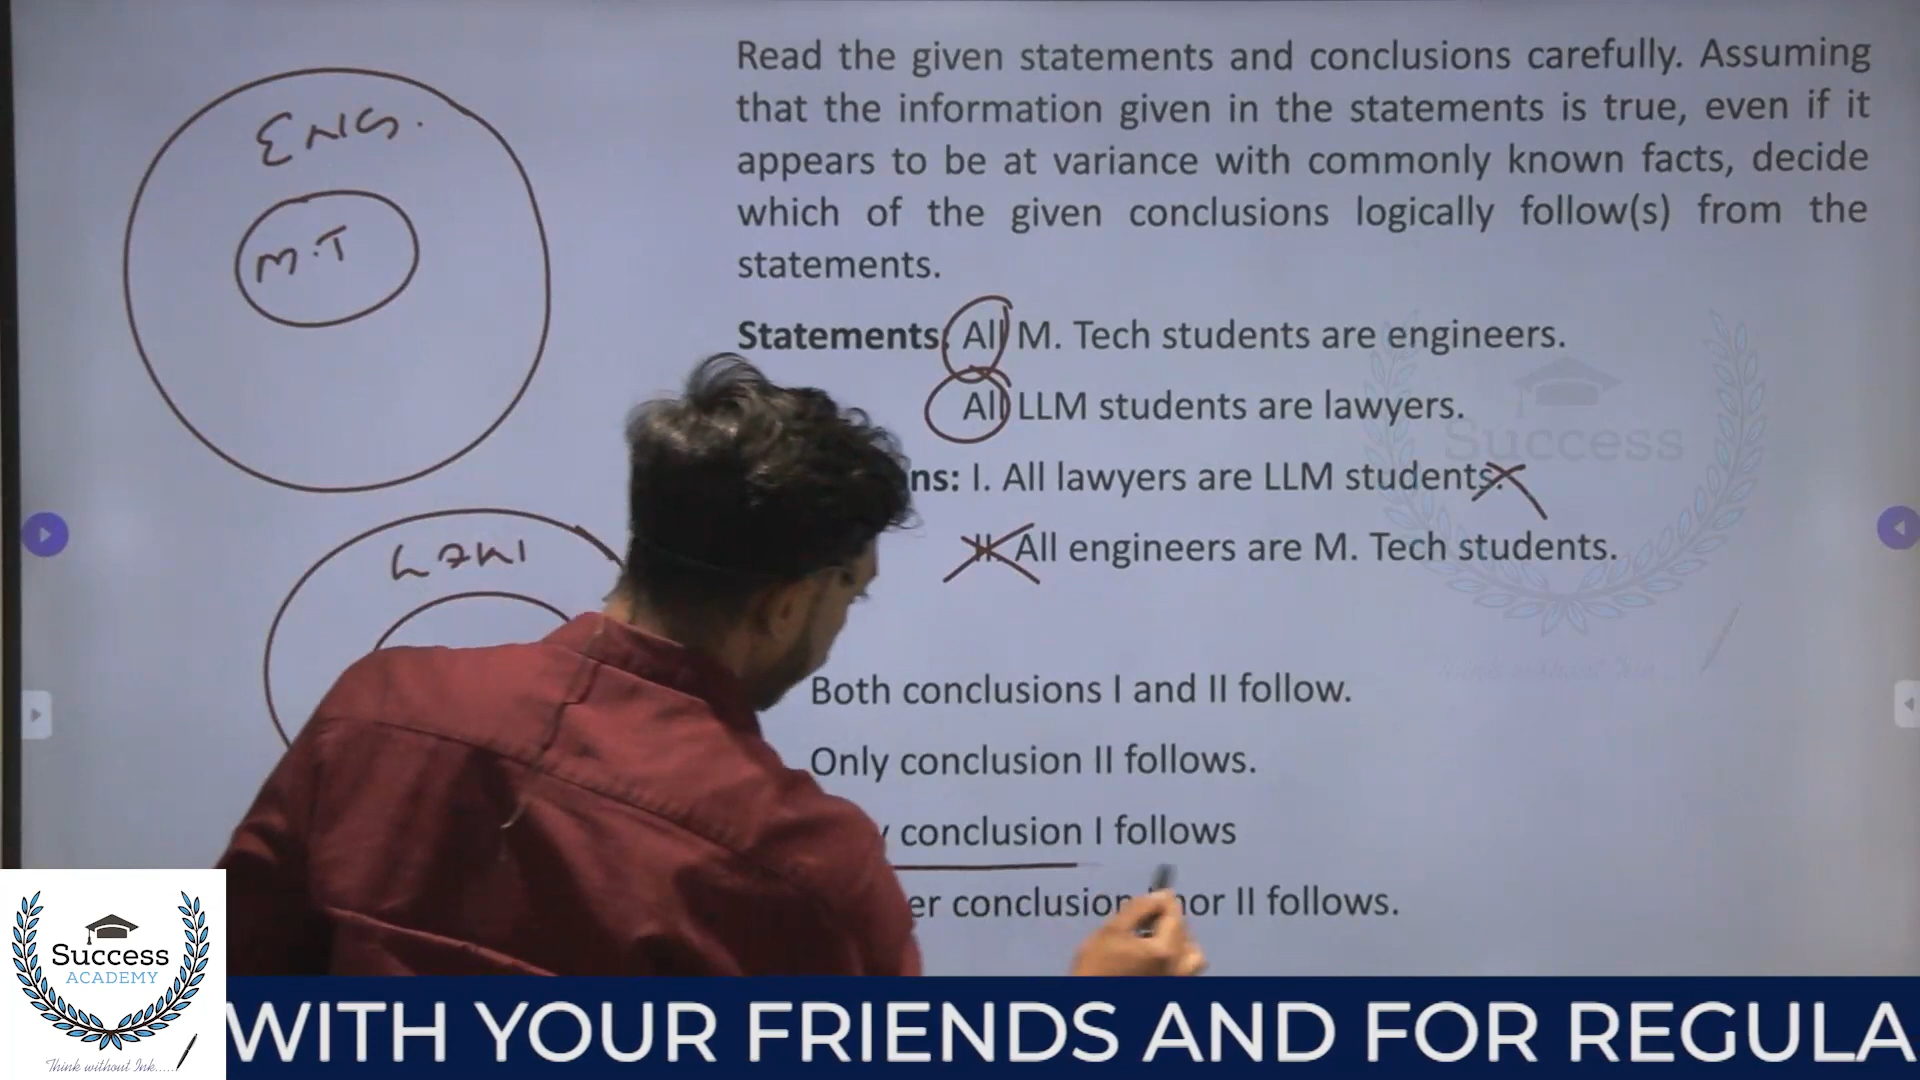 ENG.
M.T
Read the given statements and conclusions carefully. Assuming
that the information given in the statements is true, even if it
appears to be at variance with commonly known facts, decide
which of the given conclusions logically follow(s) from the
statements.
Statements: All M. Tech students are engineers.
All LLM students are lawyers.
ns: I. All lawyers are LLM students.
II. All engineers are M. Tech students.
Both conclusions I and II follow.
Only conclusion II follows.
conclusion I follows
er conclusion nor II follows.
Success
Success
ACADEMY
Think without Ink.....
WITH YOUR FRIENDS AND FOR REGULA